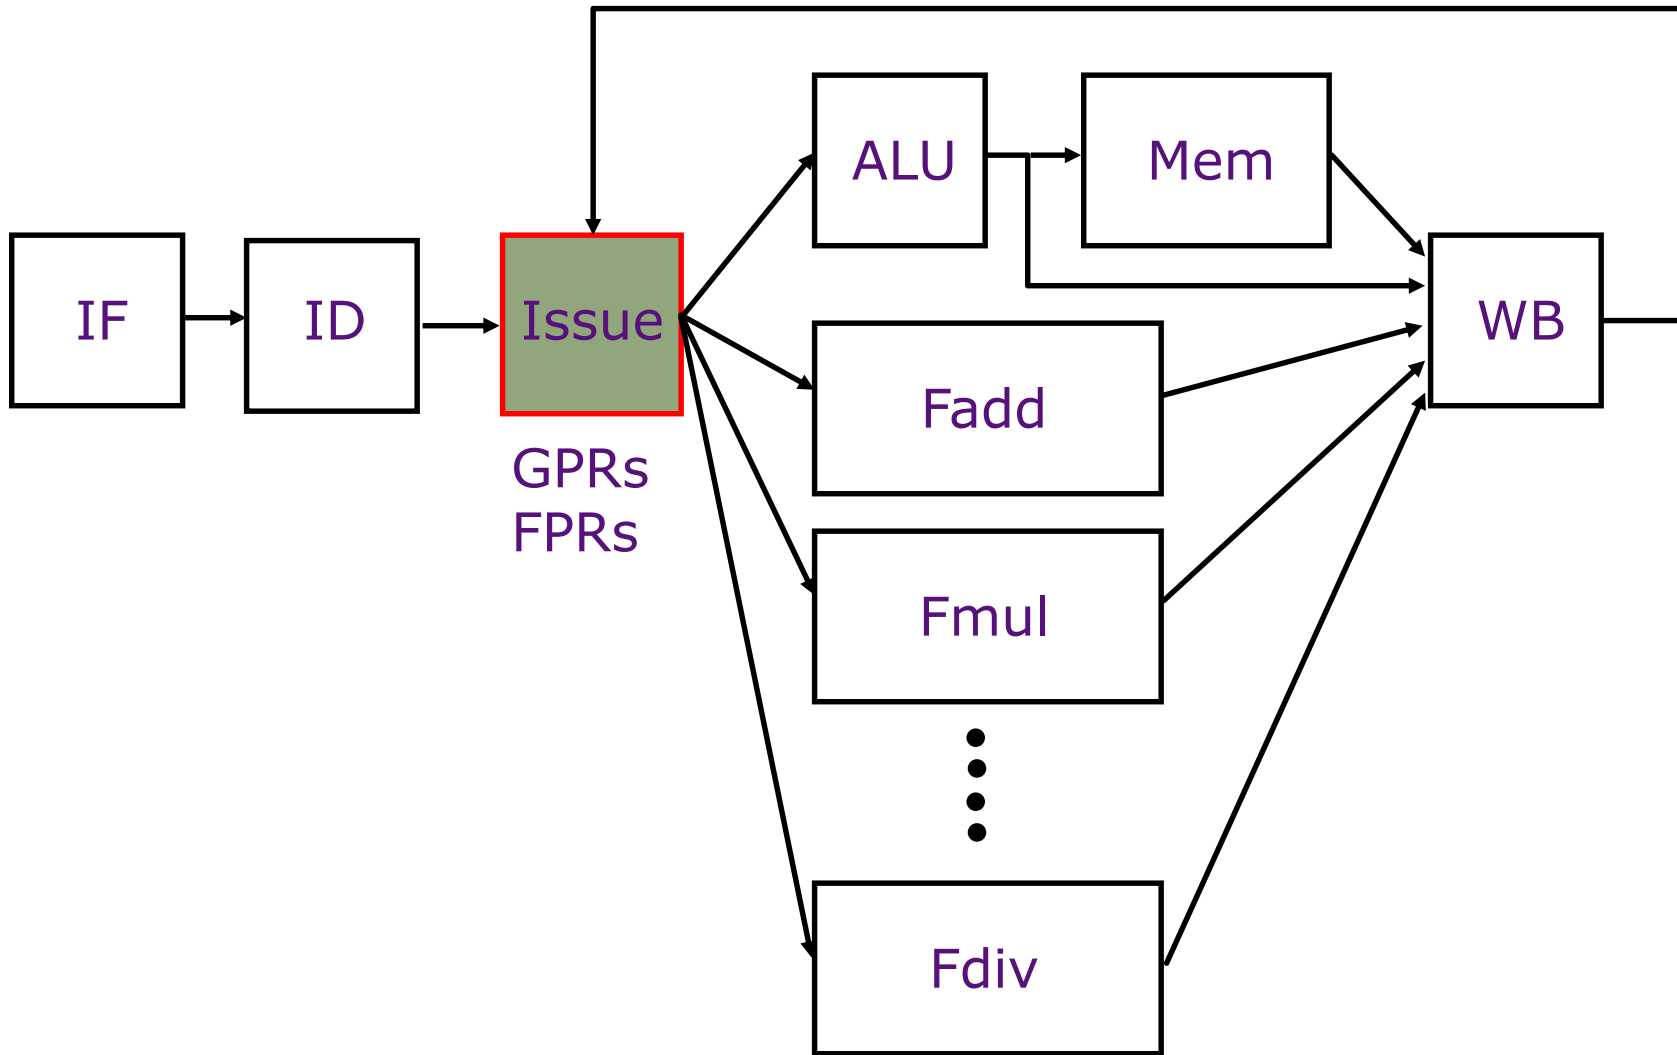 IF
ID
Issue
GPRs
FPRs
ALU
Mem
Fadd
Fmul
Fdiv
WB